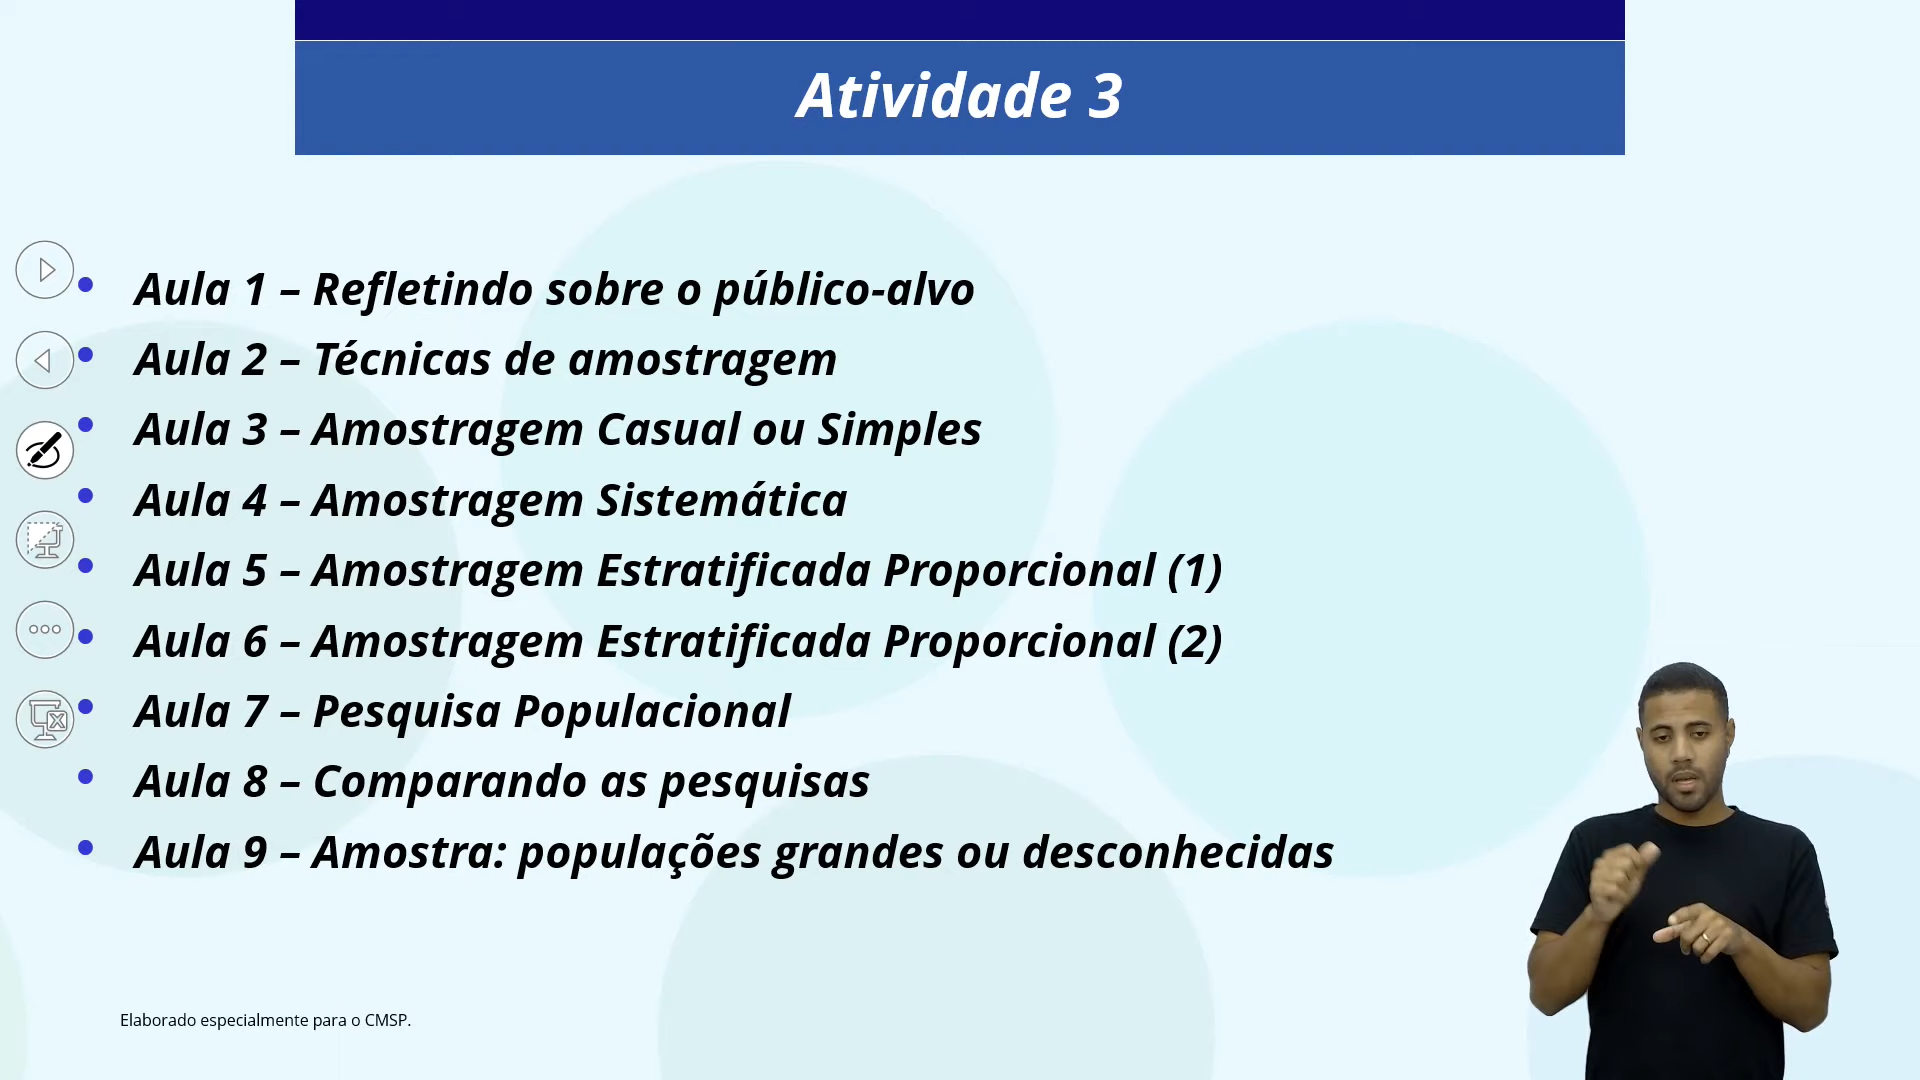 Atividade 3
• Aula 1 – Refletindo sobre o público-alvo
• Aula 2 – Técnicas de amostragem
• Aula 3 – Amostragem Casual ou Simples
• Aula 4 – Amostragem Sistemática
• Aula 5 – Amostragem Estratificada Proporcional (1)
• Aula 6 – Amostragem Estratificada Proporcional (2)
• Aula 7 – Pesquisa Populacional
• Aula 8 – Comparando as pesquisas
• Aula 9 – Amostra: populações grandes ou desconhecidas
Elaborado especialmente para o CMSP.